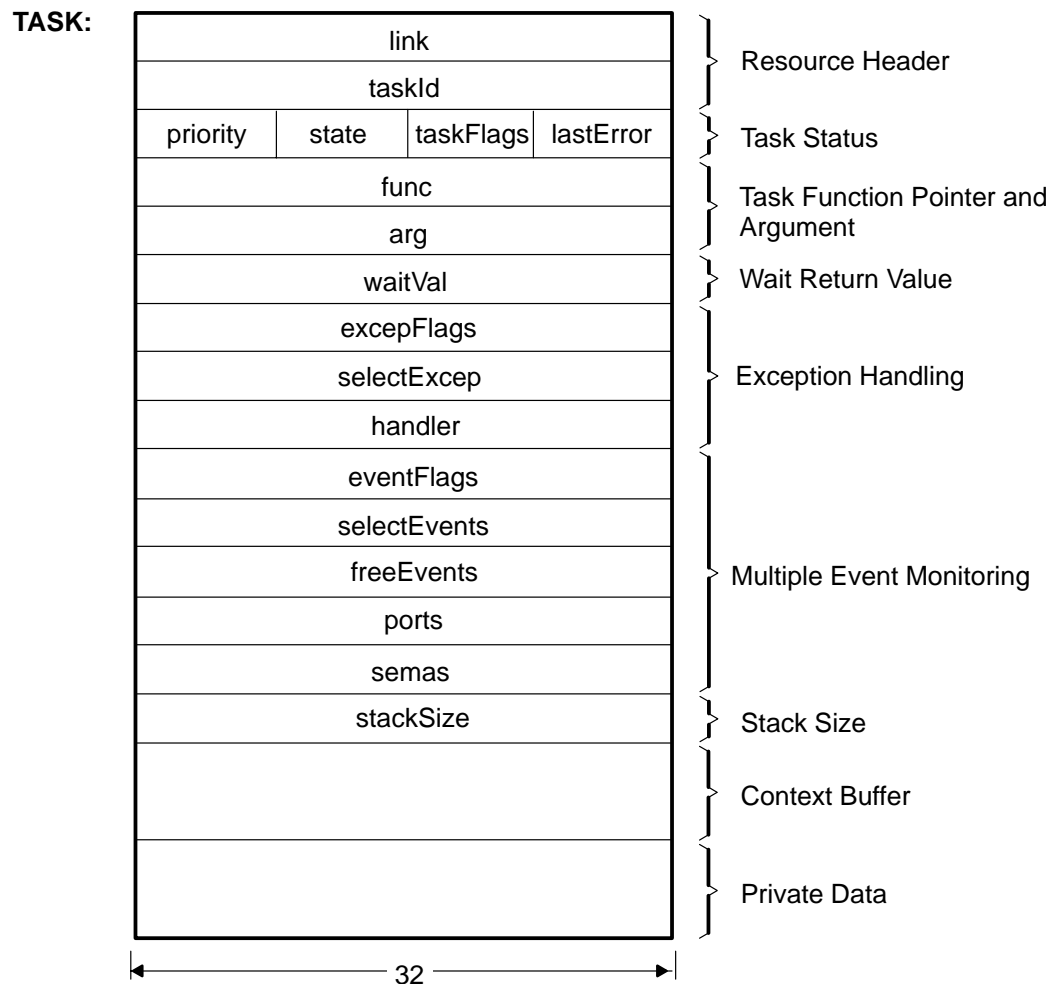 TASK:
link
taskId
Resource Header
priority state taskFlags lastError
Task Status
func
arg
Task Function Pointer and
Argument
waitVal
Wait Return Value
excepFlags
selectExcep
handler
Exception Handling
eventFlags
selectEvents
freeEvents
ports
semas
Multiple Event Monitoring
stackSize
Stack Size
Context Buffer
Private Data
32